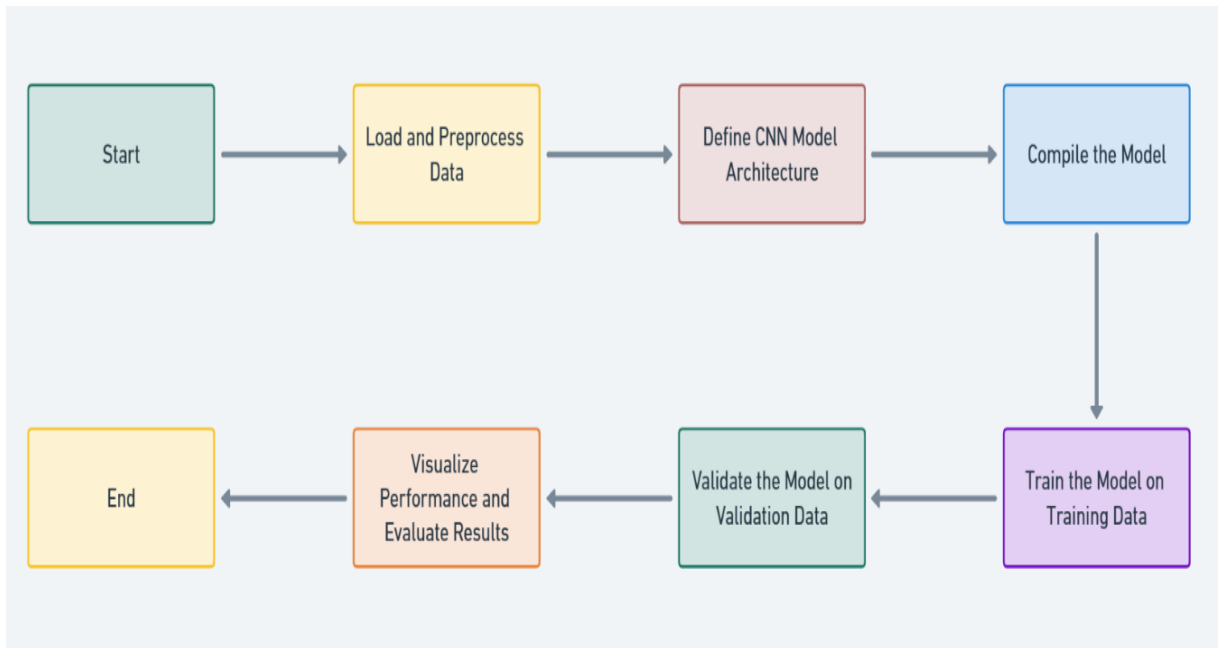 Start
Load and Preprocess
Data
Define CNN Model
Architecture
Compile the Model
Train the Model on
Training Data
Validate the Model on
Validation Data
Visualize
Performance and
Evaluate Results
End